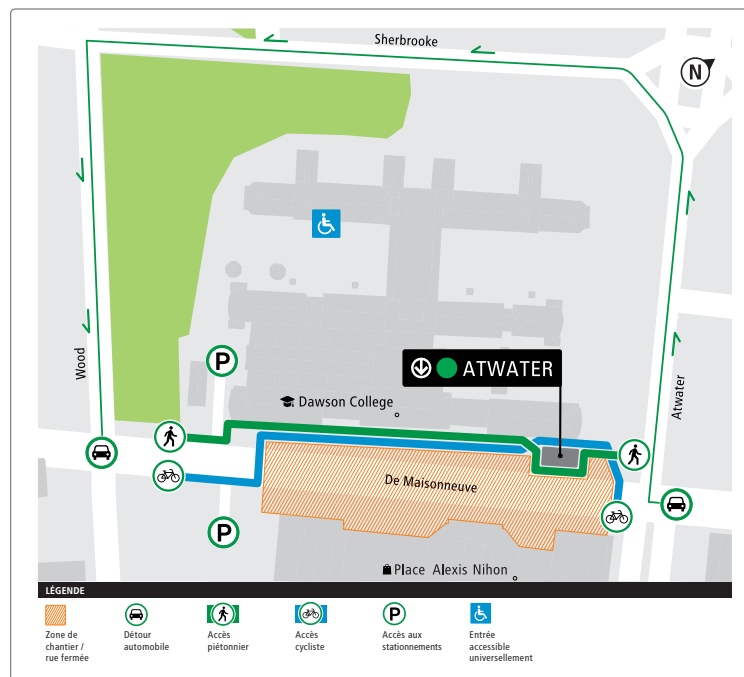 Sherbrooke
N
Wood
P
ATWATER
Atwater
Dawson College
De Maisonneuve
P
Place Alexis Nihon
LÉGENDE
Zone de
chantier /
rue fermée
Détour
automobile
Accès
piétonnier
Accès
cycliste
P
Accès aux
stationnements
Entrée
accessible
universellement